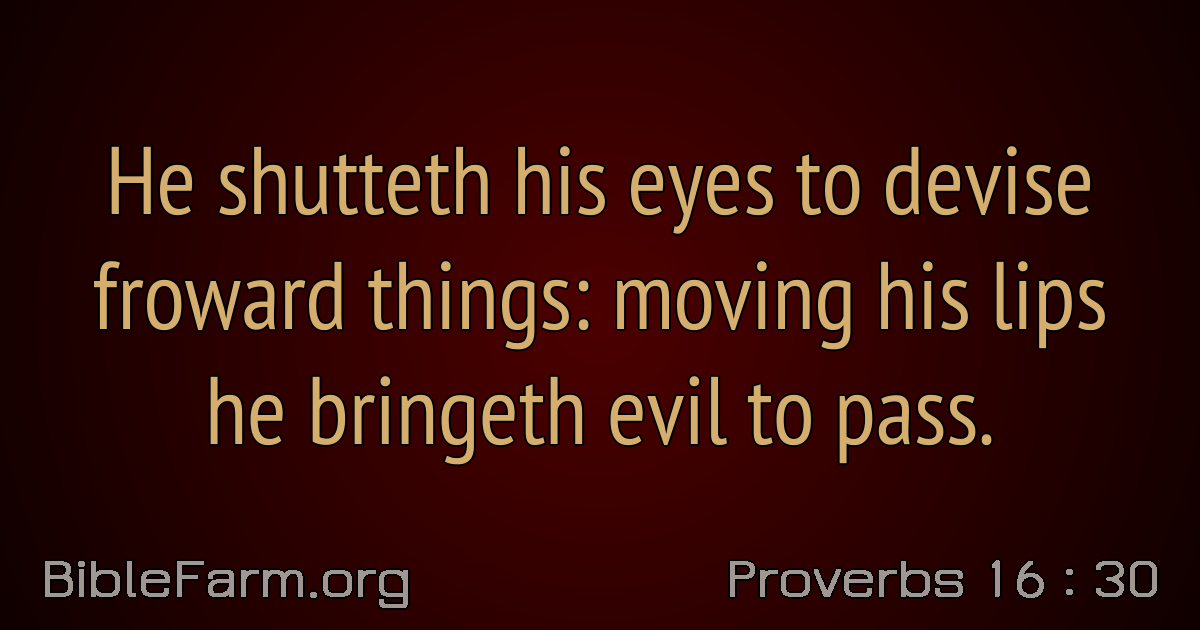 He shutteth his eyes to devise
froward things: moving his lips
he bringeth evil to pass.
BibleFarm.org Proverbs 16 : 30